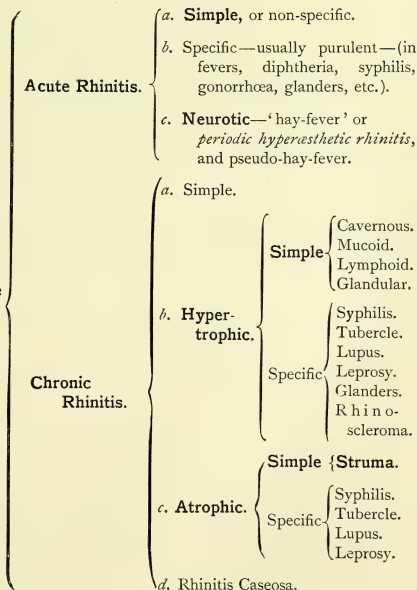 a. Simple, or non-specific.
b. Specific—usually purulent—(in
fevers, diphtheria, syphilis,
gonorrhœa, glanders, etc.).
Acute Rhinitis.
c. Neurotic—‘hay-fever’ or
periodic hyperæsthetic rhinitis,
and pseudo-hay-fever.
a. Simple.
Cavernous.
Simple
Mucoid.
Lymphoid.
Glandular.
b. Hyper-
trophic.
Syphilis.
Tubercle.
Lupus.
Specific
Leprosy.
Glanders.
Rhino-
scleroma.
Chronic
Rhinitis.
Simple {Struma.
c. Atrophic.
Syphilis.
Specific
Tubercle.
Lupus.
Leprosy.
d. Rhinitis Caseosa.